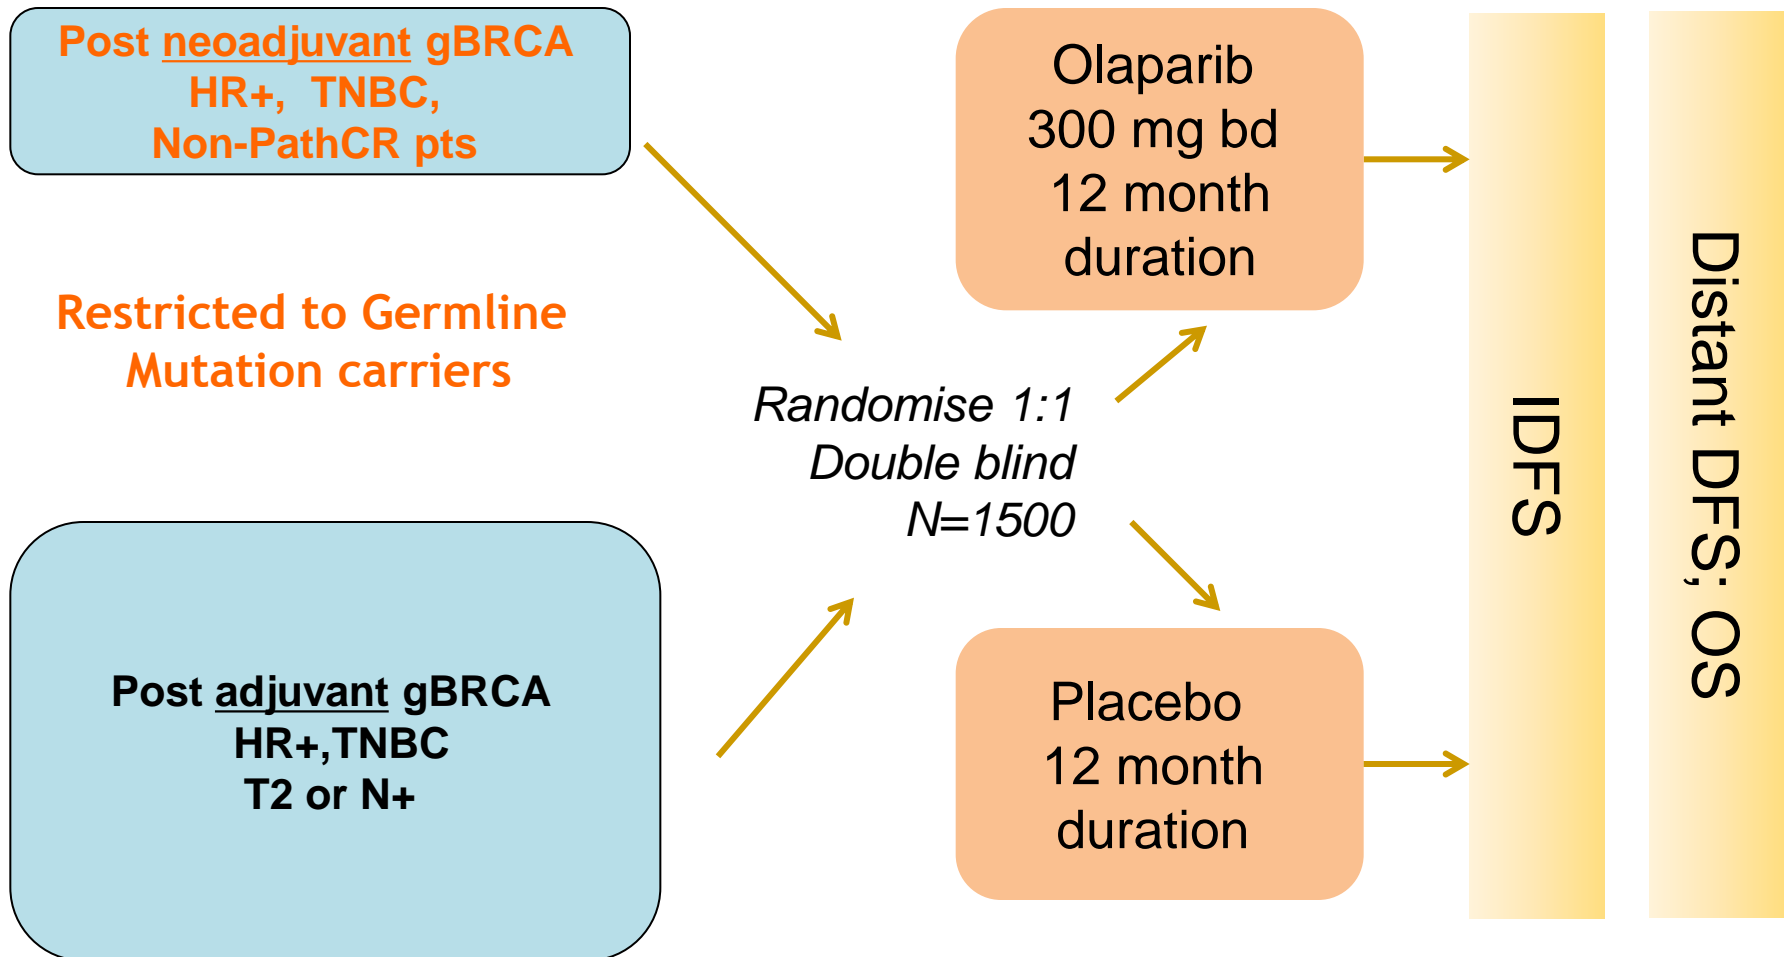 Post neoadjuvant gBRCA
HR+, TNBC,
Non-PathCR pts
Restricted to Germline
Mutation carriers
Post adjuvant gBRCA
HR+,TNBC
T2 or N+
Randomise 1:1
Double blind
N=1500
Olaparib
300 mg bd
12 month
duration
Placebo
12 month
duration
IDFS
Distant DFS; OS